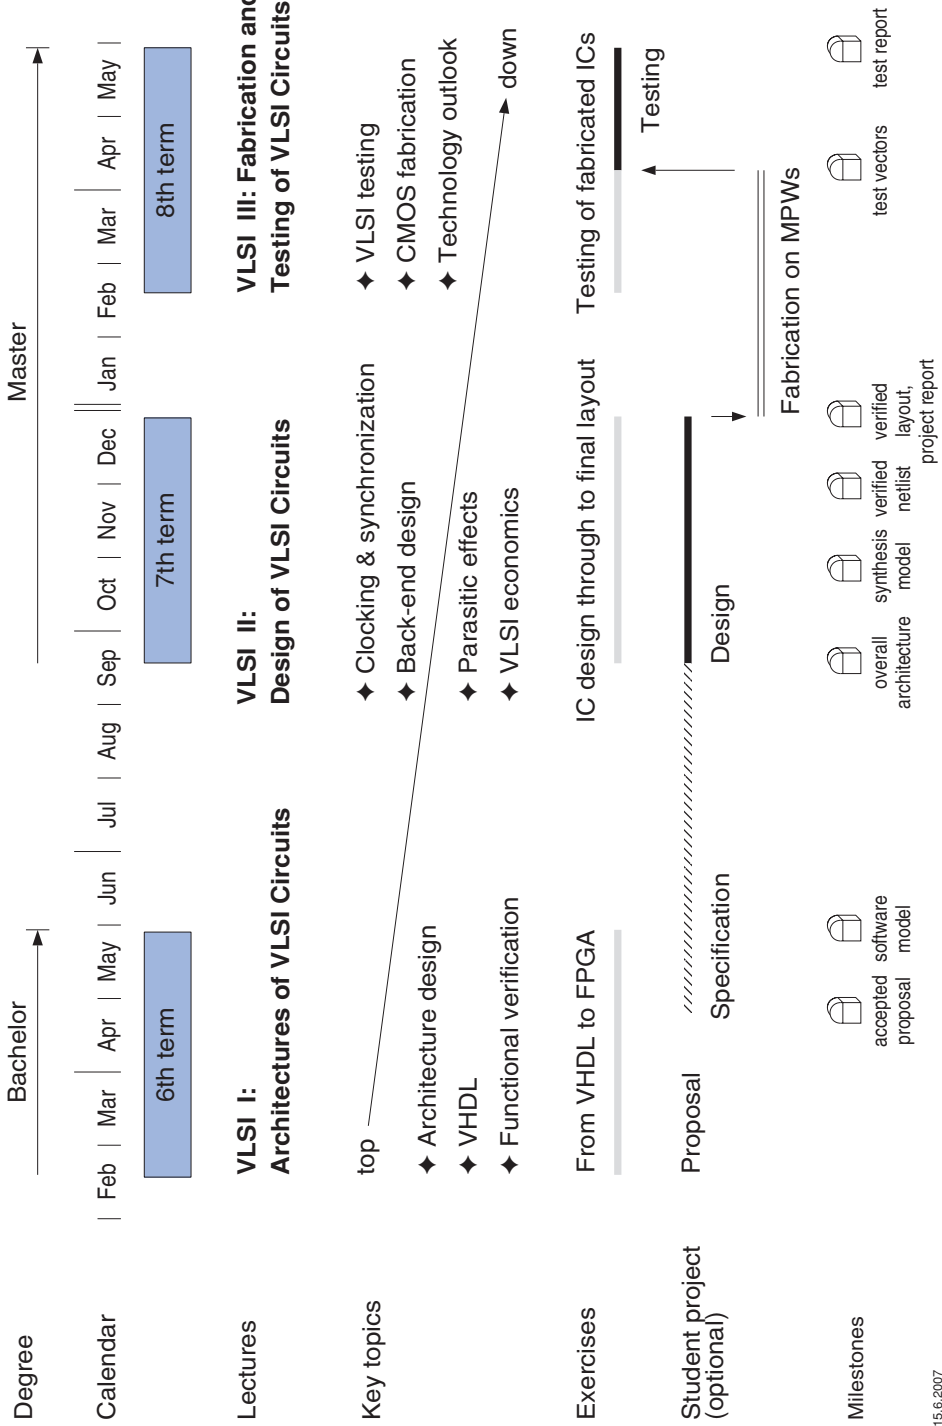 Degree
Bachelor
Master
Calendar
| Feb | Mar | Apr | May | Jun | Jul | Aug | Sep | Oct | Nov | Dec || Jan | Feb | Mar | Apr | May |
6th term
7th term
8th term
Lectures
VLSI I:
Architectures of VLSI Circuits
VLSI II:
Design of VLSI Circuits
VLSI III: Fabrication and
Testing of VLSI Circuits
Key topics
top
✦ Architecture design
✦ VHDL
✦ Functional verification
✦ Clocking & synchronization
✦ Back-end design
✦ Parasitic effects
✦ VLSI economics
✦ VLSI testing
✦ CMOS fabrication
✦ Technology outlook
down
Exercises
From VHDL to FPGA
IC design through to final layout
Testing of fabricated ICs
Student project
(optional)
Proposal
Specification
Design
Testing
Fabrication on MPWs
Milestones
accepted
proposal
software
model
overall
architecture
synthesis
model
verified
netlist
verified
layout,
project report
test vectors
test report
15.6.2007